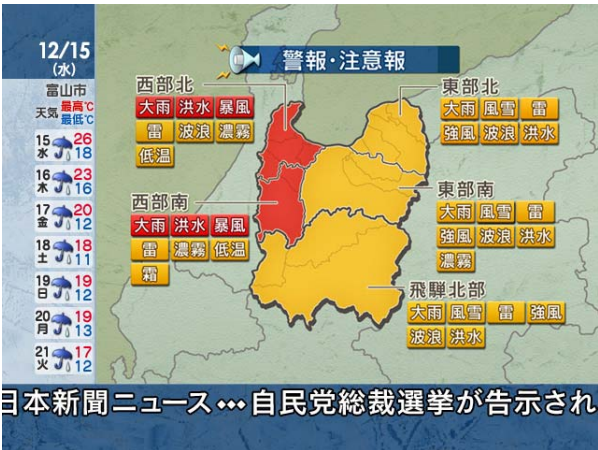 12/15
(水)
富山市
天気 最高℃
最低℃
15 水 26 18
16 木 23 16
17 金 20 12
18 土 18 11
19 日 19 12
20 月 19 13
21 火 17 12
警報・注意報
西部北
大雨 洪水 暴風
雷 波浪 濃霧
低温
東部北
大雨 風雪 雷
強風 波浪 洪水
西部南
大雨 洪水 暴風
雷 濃霧 低温
霜
東部南
大雨 風雪 雷
強風 波浪 洪水
濃霧
飛騨北部
大雨 風雪 雷 強風
波浪 洪水
日本新聞ニュース…自民党総裁選挙が告示され